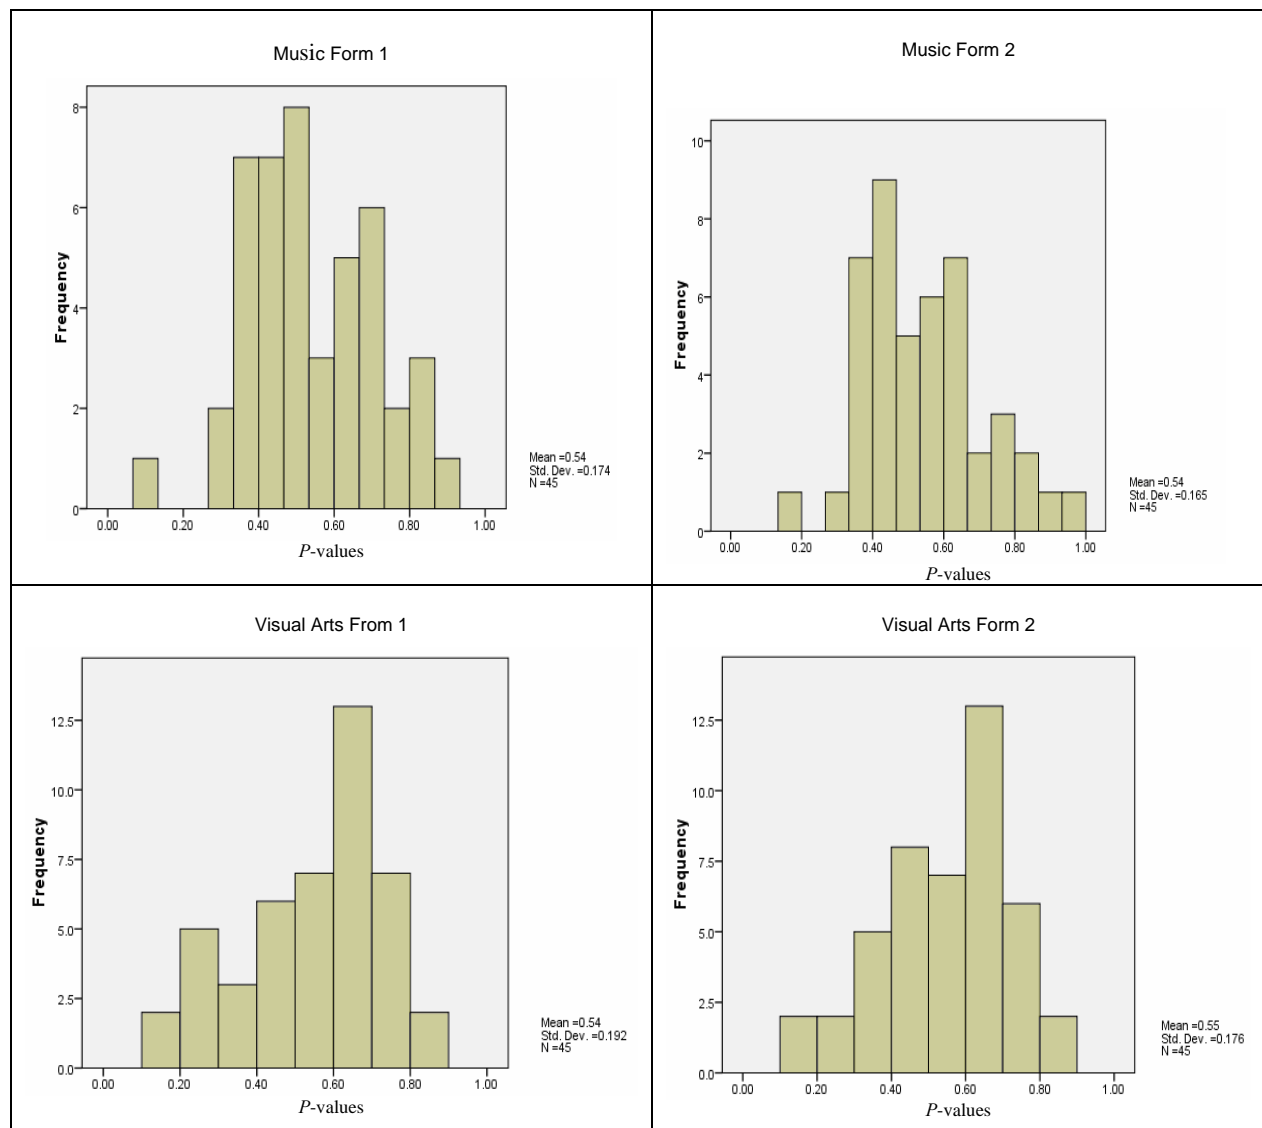 Music Form 1
8
6
4
2
0
Frequency
0.00 0.20 0.40 0.60 0.80 1.00
P-values
Mean =0.54
Std. Dev. =0.174
N =45
Music Form 2
10
8
6
4
2
0
Frequency
0.00 0.20 0.40 0.60 0.80 1.00
P-values
Mean =0.54
Std. Dev. =0.165
N =45
Visual Arts From 1
12.5
10.0
7.5
5.0
2.5
0.0
Frequency
0.00 0.20 0.40 0.60 0.80 1.00
P-values
Mean =0.54
Std. Dev. =0.192
N =45
Visual Arts Form 2
12.5
10.0
7.5
5.0
2.5
0.0
Frequency
0.00 0.20 0.40 0.60 0.80 1.00
P-values
Mean =0.55
Std. Dev. =0.176
N =45